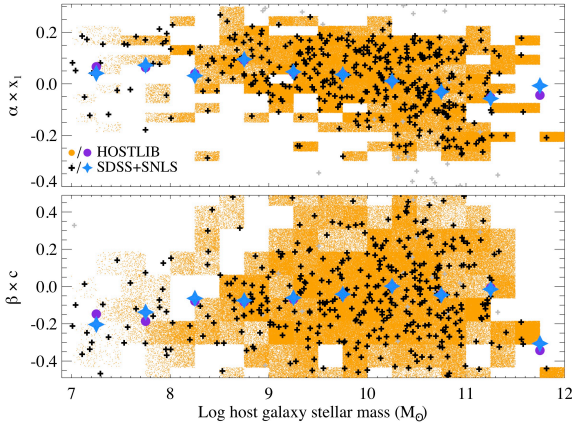 0.2
0.0
-0.2
-0.4
α × x₁
/ HOSTLIB
/ SDSS+SNLS
0.4
0.2
0.0
-0.2
-0.4
β × c
7 8 9 10 11 12
Log host galaxy stellar mass (M⊙)